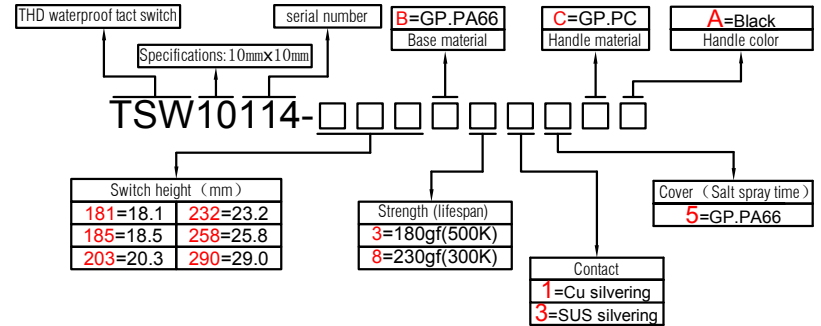 THD waterproof tact switch
serial number
B=GP.PA66
Base material
C=GP.PC
Handle material
A=Black
Handle color
Specifications:10mm×10mm
TSW10114-□□□□□□□□□
Switch height（mm）
181=18.1 232=23.2
185=18.5 258=25.8
203=20.3 290=29.0
Strength (lifespan)
3=180gf(500K)
8=230gf(300K)
Contact
1=Cu silvering
3=SUS silvering
Cover（Salt spray time）
5=GP.PA66